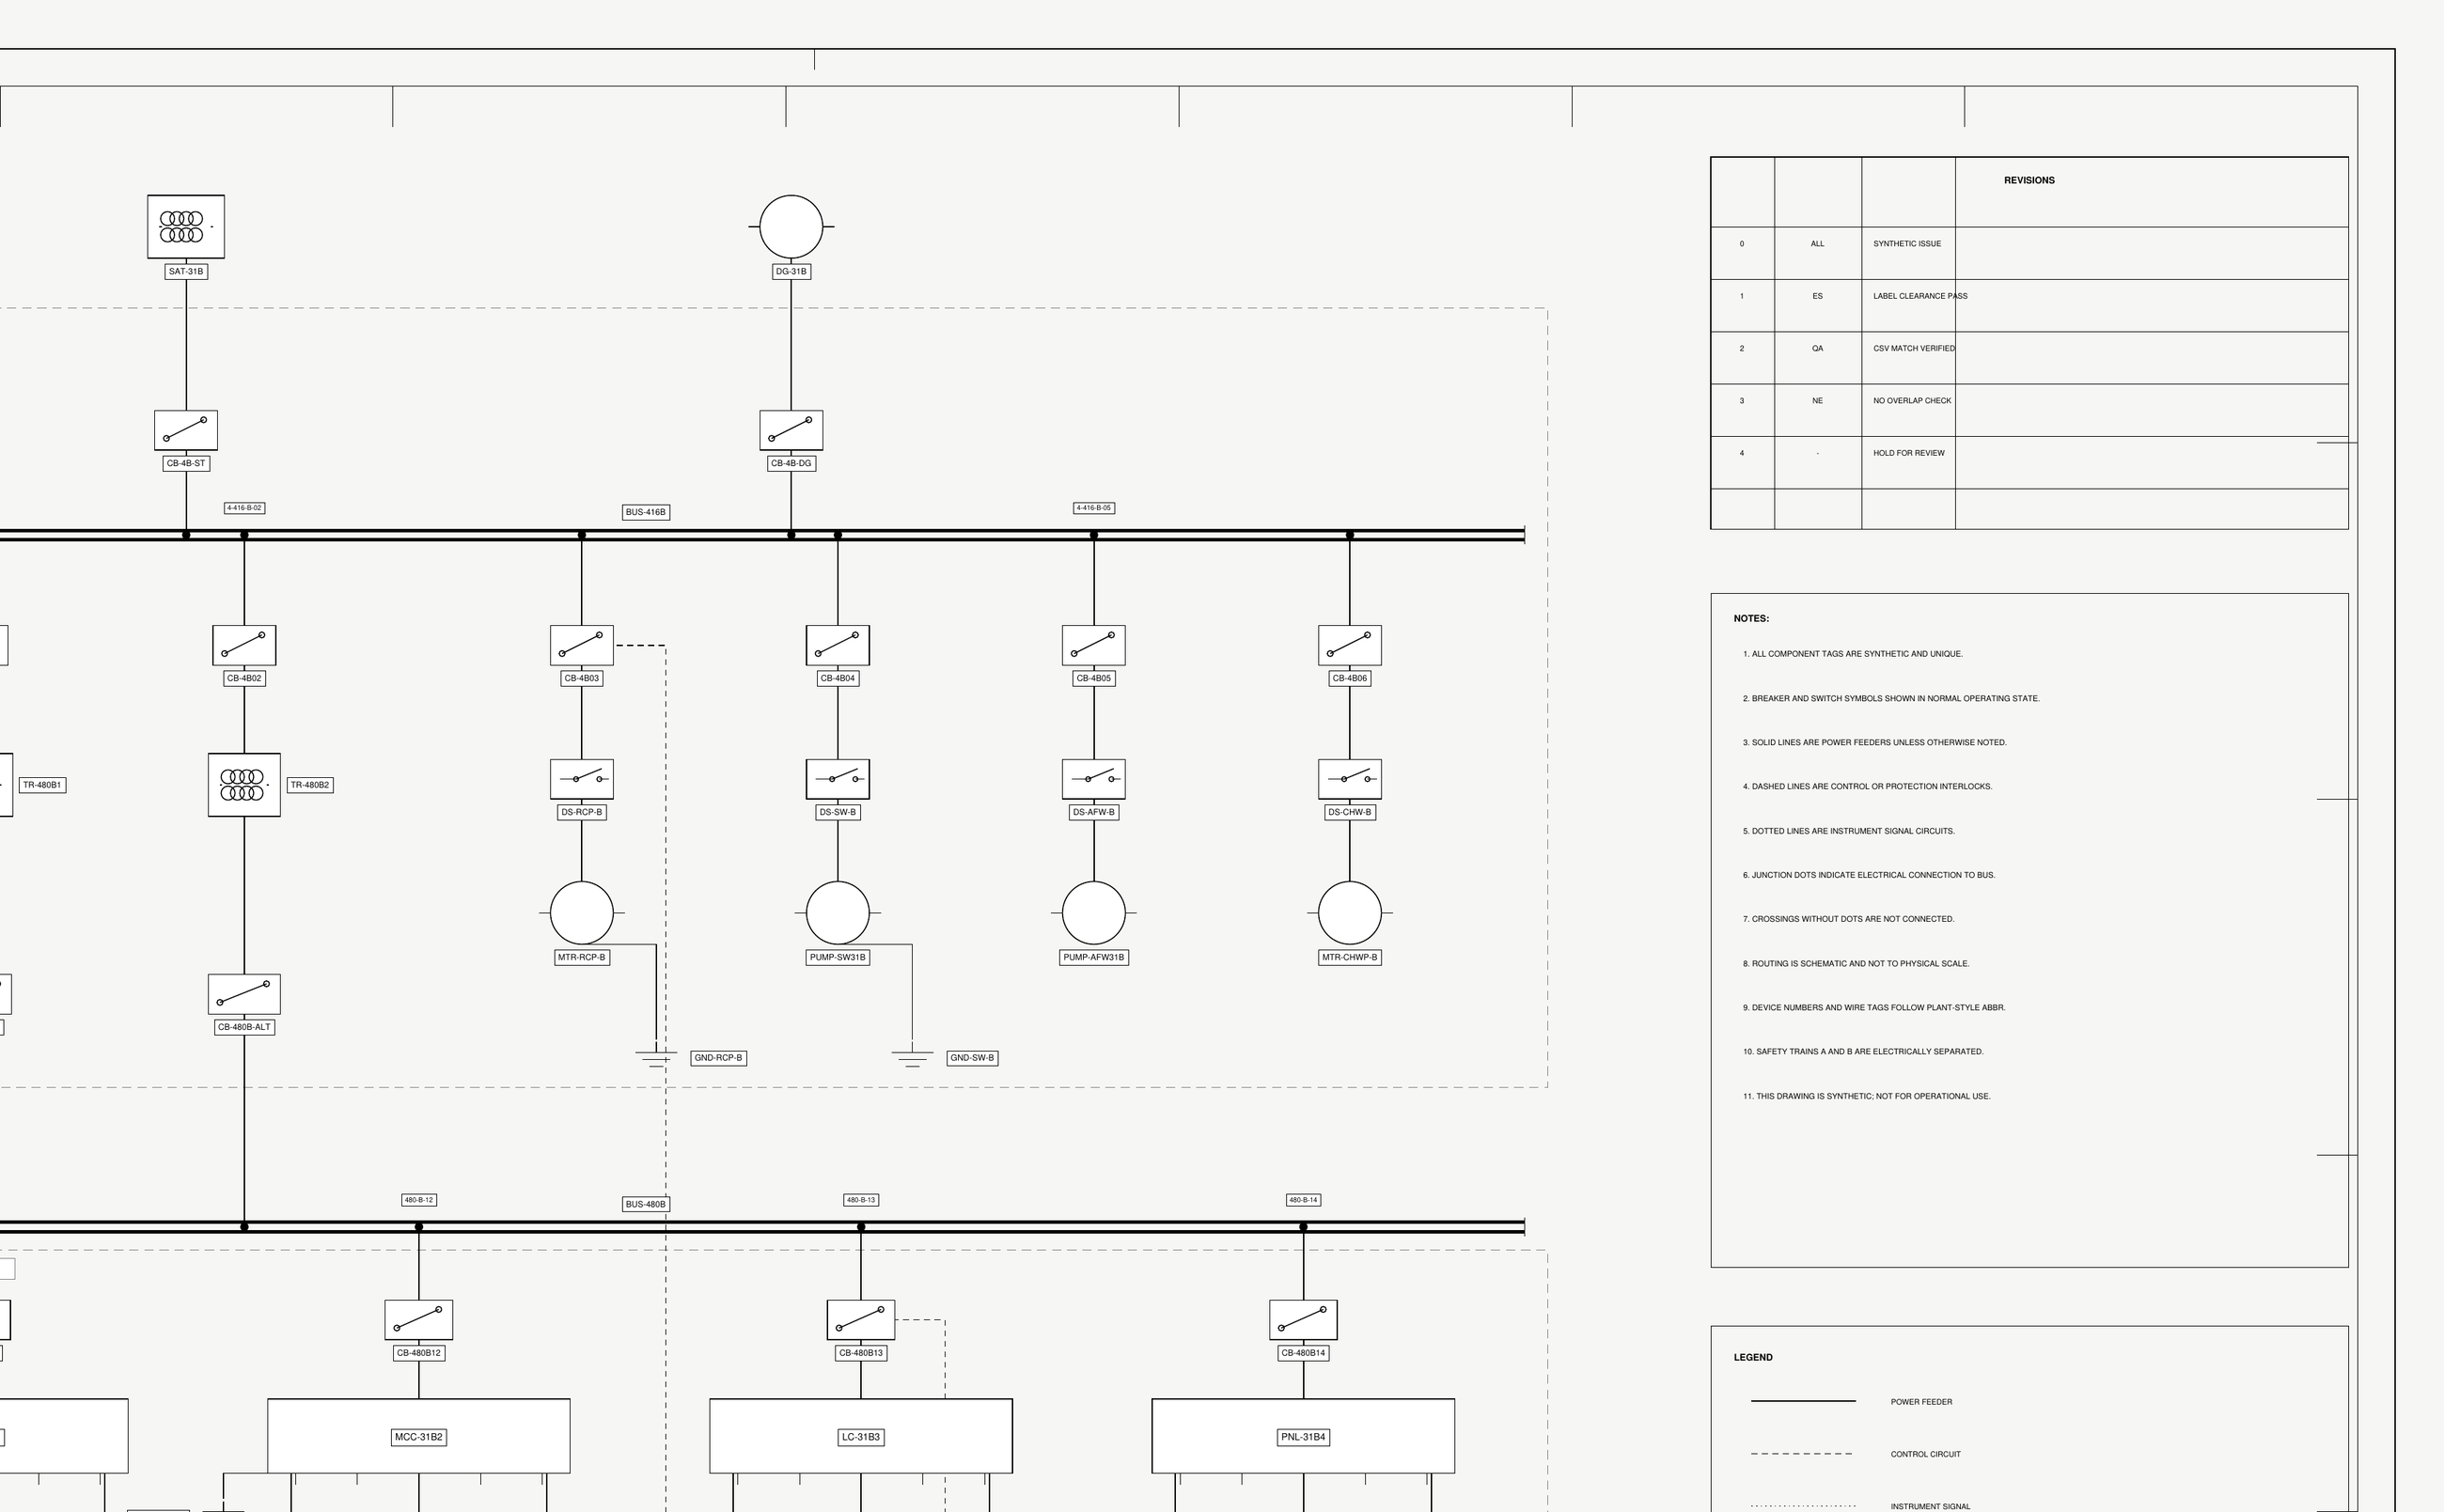 SAT-31B
DG-31B
CB-4B-ST
CB-4B-DG
4-416-B-02
BUS-416B
4-416-B-05
CB-4B02
CB-4B03
CB-4B04
CB-4B05
CB-4B06
TR-480B1
TR-480B2
DS-RCP-B
DS-SW-B
DS-AFW-B
DS-CHW-B
MTR-RCP-B
PUMP-SW31B
PUMP-AFW31B
MTR-CHWP-B
CB-480B-ALT
GND-RCP-B
GND-SW-B
480-B-12
BUS-480B
480-B-13
480-B-14
CB-480B12
CB-480B13
CB-480B14
MCC-31B2
LC-31B3
PNL-31B4
REVISIONS
0 ALL SYNTHETIC ISSUE
1 ES LABEL CLEARANCE PASS
2 QA CSV MATCH VERIFIED
3 NE NO OVERLAP CHECK
4 - HOLD FOR REVIEW
NOTES:
1. ALL COMPONENT TAGS ARE SYNTHETIC AND UNIQUE.
2. BREAKER AND SWITCH SYMBOLS SHOWN IN NORMAL OPERATING STATE.
3. SOLID LINES ARE POWER FEEDERS UNLESS OTHERWISE NOTED.
4. DASHED LINES ARE CONTROL OR PROTECTION INTERLOCKS.
5. DOTTED LINES ARE INSTRUMENT SIGNAL CIRCUITS.
6. JUNCTION DOTS INDICATE ELECTRICAL CONNECTION TO BUS.
7. CROSSINGS WITHOUT DOTS ARE NOT CONNECTED.
8. ROUTING IS SCHEMATIC AND NOT TO PHYSICAL SCALE.
9. DEVICE NUMBERS AND WIRE TAGS FOLLOW PLANT-STYLE ABBR.
10. SAFETY TRAINS A AND B ARE ELECTRICALLY SEPARATED.
11. THIS DRAWING IS SYNTHETIC; NOT FOR OPERATIONAL USE.
LEGEND
POWER FEEDER
CONTROL CIRCUIT
INSTRUMENT SIGNAL